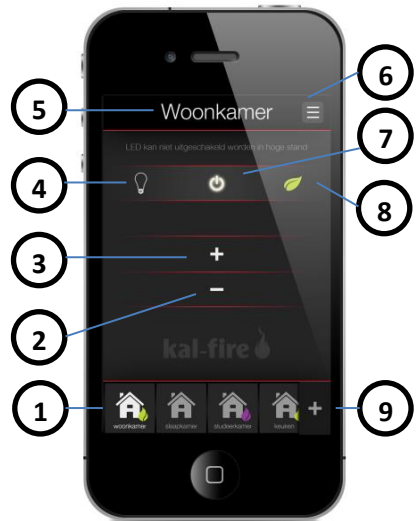 5
Woonkamer
6
LED kan niet uitgeschakeld worden in hoge stand
7
4
8
3
+
2
−
kal-fire
1
woonkamer
slaapkamer
studeerkamer
keuken
+
9